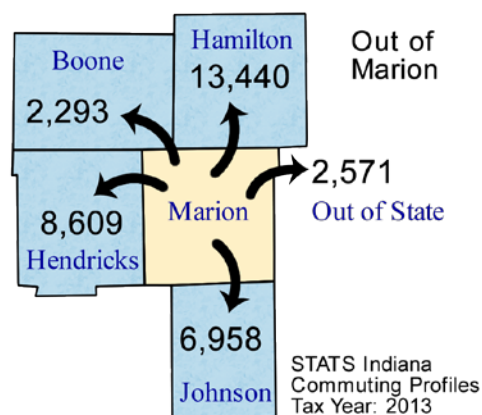 Hamilton
13,440
Out of
Marion
Boone
2,293
2,571
Out of State
Marion
8,609
Hendricks
6,958
Johnson
STATS Indiana
Commuting Profiles
Tax Year: 2013